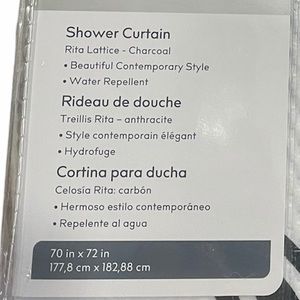 Shower Curtain
Rita Lattice - Charcoal
• Beautiful Contemporary Style
• Water Repellent
Rideau de douche
Treillis Rita – anthracite
• Style contemporain élégant
• Hydrofuge
Cortina para ducha
Celosía Rita: carbón
• Hermoso estilo contemporáneo
• Repelente al agua
70 in x 72 in
177,8 cm x 182,88 cm